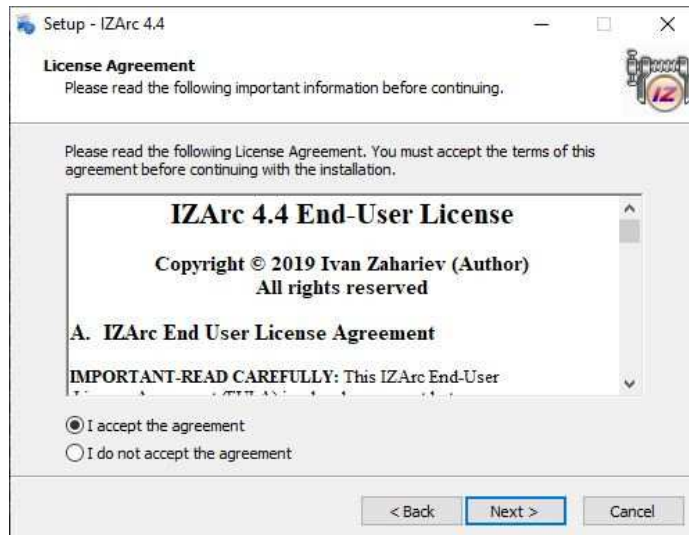 Setup - IZArc 4.4
License Agreement
Please read the following important information before continuing.
IZ
Please read the following License Agreement. You must accept the terms of this
agreement before continuing with the installation.
IZArc 4.4 End-User License
Copyright © 2019 Ivan Zahariev (Author)
All rights reserved
A. IZArc End User License Agreement
IMPORTANT-READ CAREFULLY: This IZArc End-User
I accept the agreement
I do not accept the agreement
< Back
Next >
Cancel